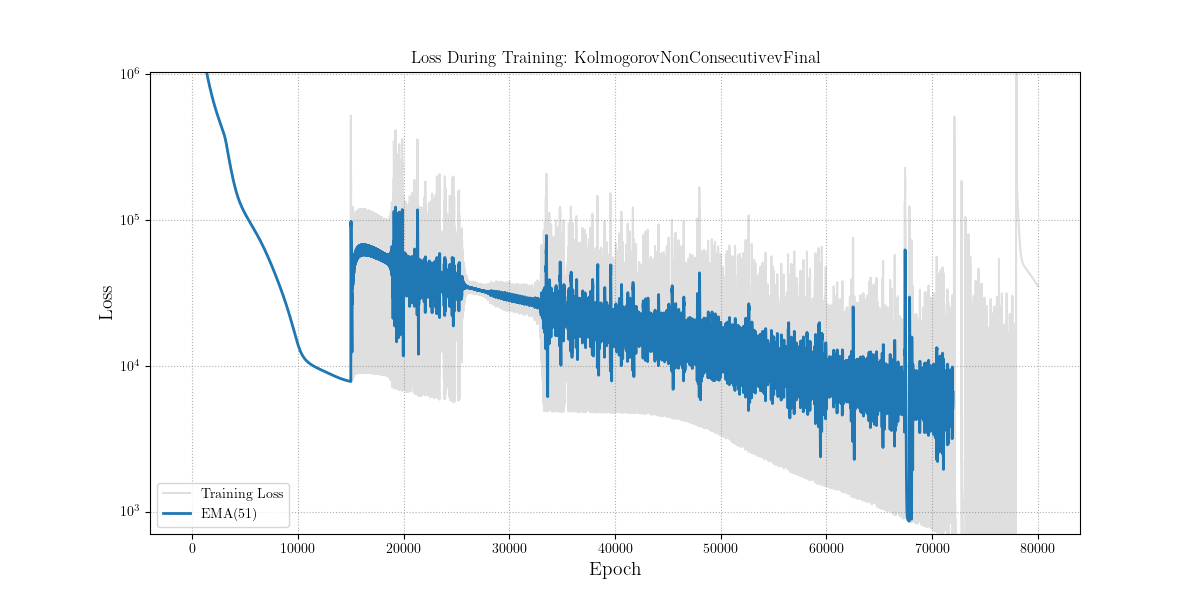 Loss During Training: KolmogorovNonConsecutivevFinal
10^6
10^5
10^4
10^3
Loss
Training Loss
EMA(51)
0 10000 20000 30000 40000 50000 60000 70000 80000
Epoch